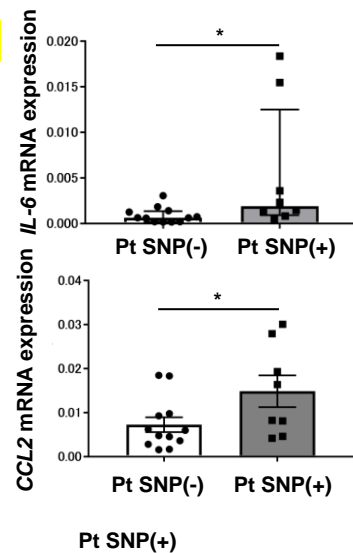 IL-6 mRNA expression
0.020
*
0.015
0.010
0.005
0.000
Pt SNP(-) Pt SNP(+)
CCL2 mRNA expression
0.04
*
0.03
0.02
0.01
0.00
Pt SNP(-) Pt SNP(+)
Pt SNP(+)